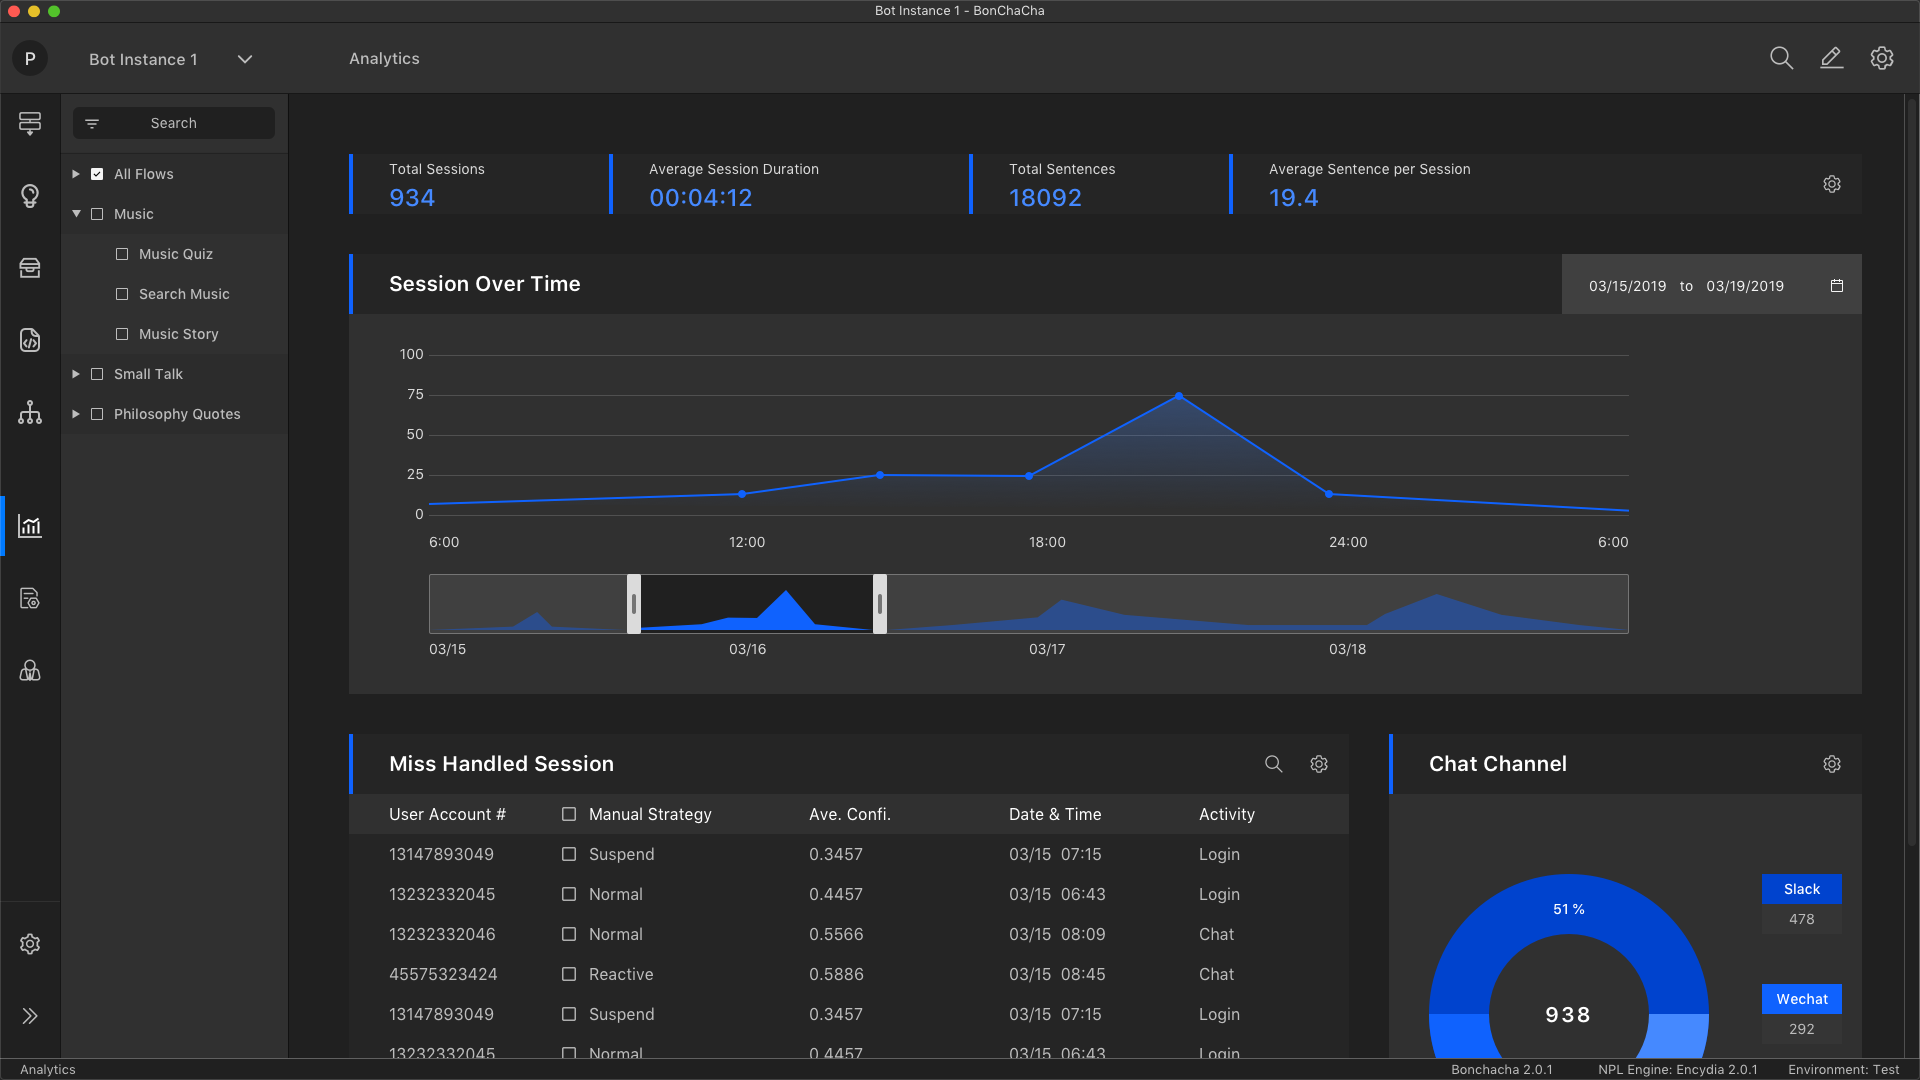 Bot Instance 1 - BonChaCha
P
Bot Instance 1
Analytics
Search
All Flows
Music
Music Quiz
Search Music
Music Story
Small Talk
Philosophy Quotes
Total Sessions
934
Average Session Duration
00:04:12
Total Sentences
18092
Average Sentence per Session
19.4
Session Over Time
03/15/2019 to 03/19/2019
100
75
50
25
0
6:00 12:00 18:00 24:00 6:00
03/15 03/16 03/17 03/18
Miss Handled Session
User Account # Manual Strategy Ave. Confi. Date & Time Activity
13147893049 Suspend 0.3457 03/15 07:15 Login
13232332045 Normal 0.4457 03/15 06:43 Login
13232332046 Normal 0.5566 03/15 08:09 Chat
45575323424 Reactive 0.5886 03/15 08:45 Chat
13147893049 Suspend 0.3457 03/15 07:15 Login
13232332045 Normal 0.4457 03/15 06:43 Login
Chat Channel
51 %
938
Slack
478
Wechat
292
Analytics
Bonchacha 2.0.1 NPL Engine: Encydia 2.0.1 Environment: Test